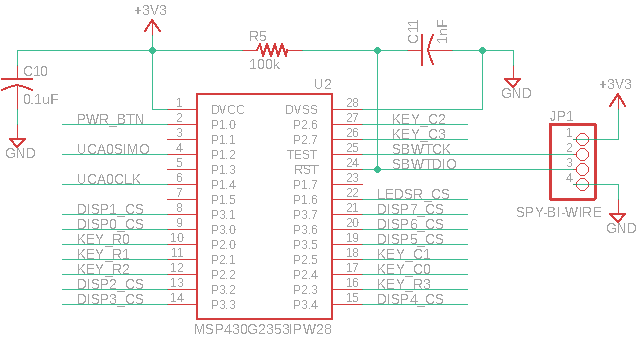 +3V3
R5
100k
C11
1nF
C10
0.1uF
GND
GND
+3V3
U2
JP1
1 DVCC DVSS 28
PWR_BTN 2 P1.0 P2.6 27 KEY_C2
3 P1.1 P2.7 26 KEY_C3
UCA0SIMO 4 P1.2 TEST 25 SBWTCK
5 P1.3 RST 24 SBWTDIO
UCA0CLK 6 P1.4 P1.7 23
7 P1.5 P1.6 22 LEDSR_CS
DISP1_CS 8 P3.1 P3.7 21 DISP7_CS
DISP0_CS 9 P3.0 P3.6 20 DISP6_CS
KEY_R0 10 P2.0 P3.5 19 DISP5_CS
KEY_R1 11 P2.1 P2.5 18 KEY_C1
KEY_R2 12 P2.2 P2.4 17 KEY_C0
DISP2_CS 13 P3.2 P2.3 16 KEY_R3
DISP3_CS 14 P3.3 P3.4 15 DISP4_CS
MSP430G2353IPW28
1
2
3
4
SPY-BI-WIRE
GND